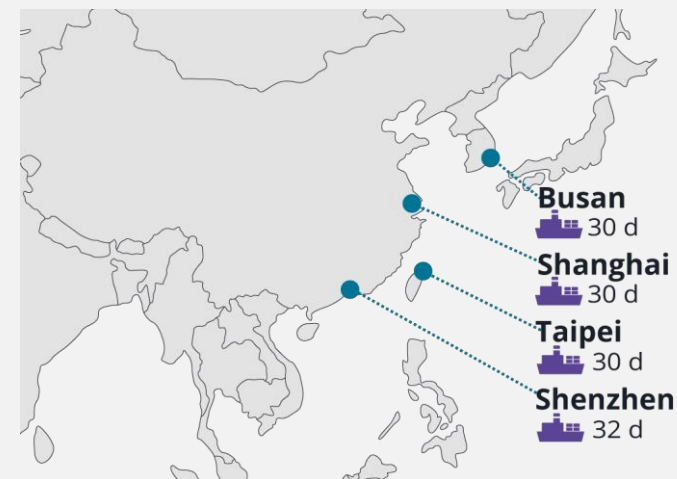 Busan
30 d
Shanghai
30 d
Taipei
30 d
Shenzhen
32 d